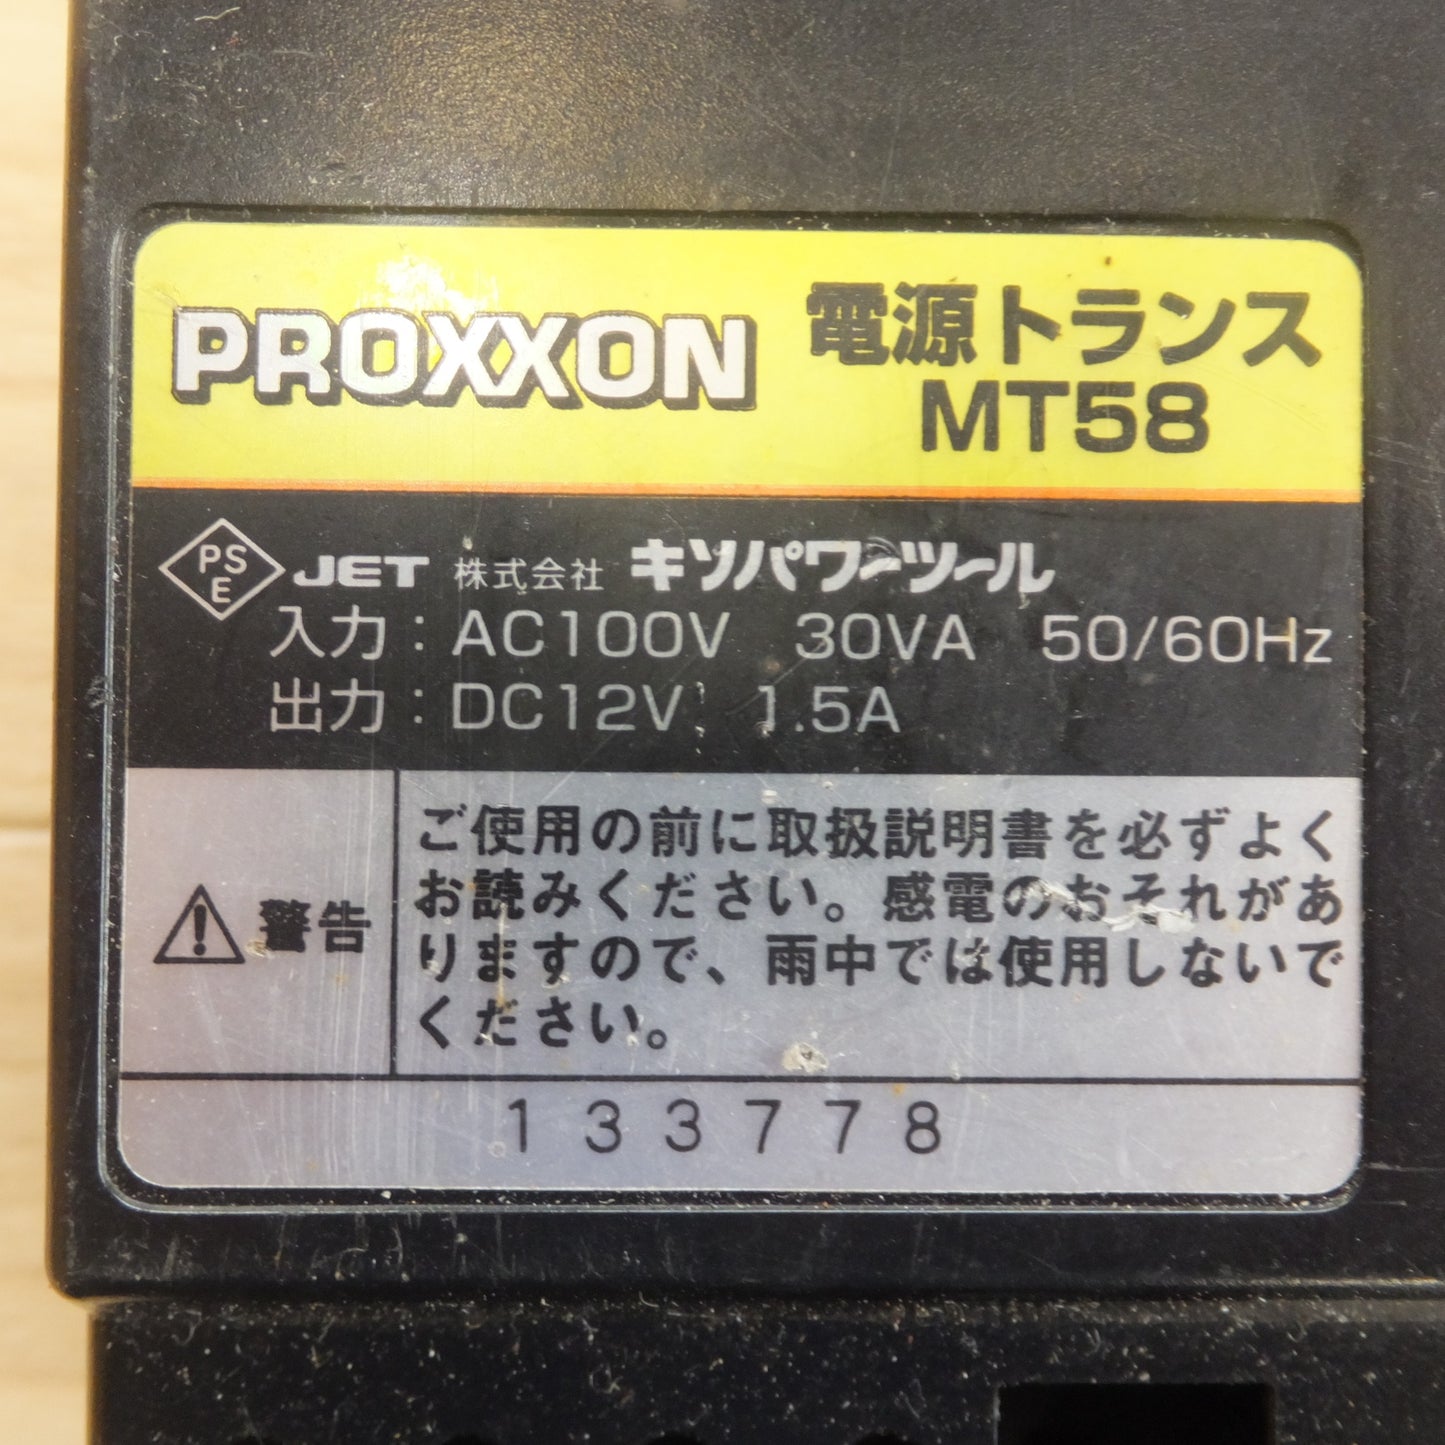 PROXXON
電源トランス
MT58
PSE JET 株式会社 キソパワーツール
入力：AC100V 30VA 50/60Hz
出力：DC12V 1.5A
警告
ご使用の前に取扱説明書を必ずよく
お読みください。感電のおそれがあ
りますので、雨中では使用しないで
ください。
133778